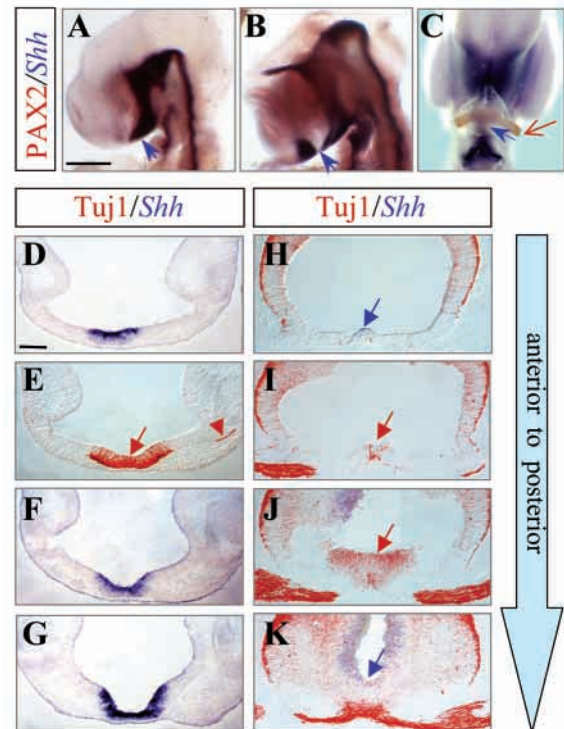 PAX2/Shh
A
B
C
Tuj1/Shh
Tuj1/Shh
D
H
E
I
F
J
G
K
anterior to posterior